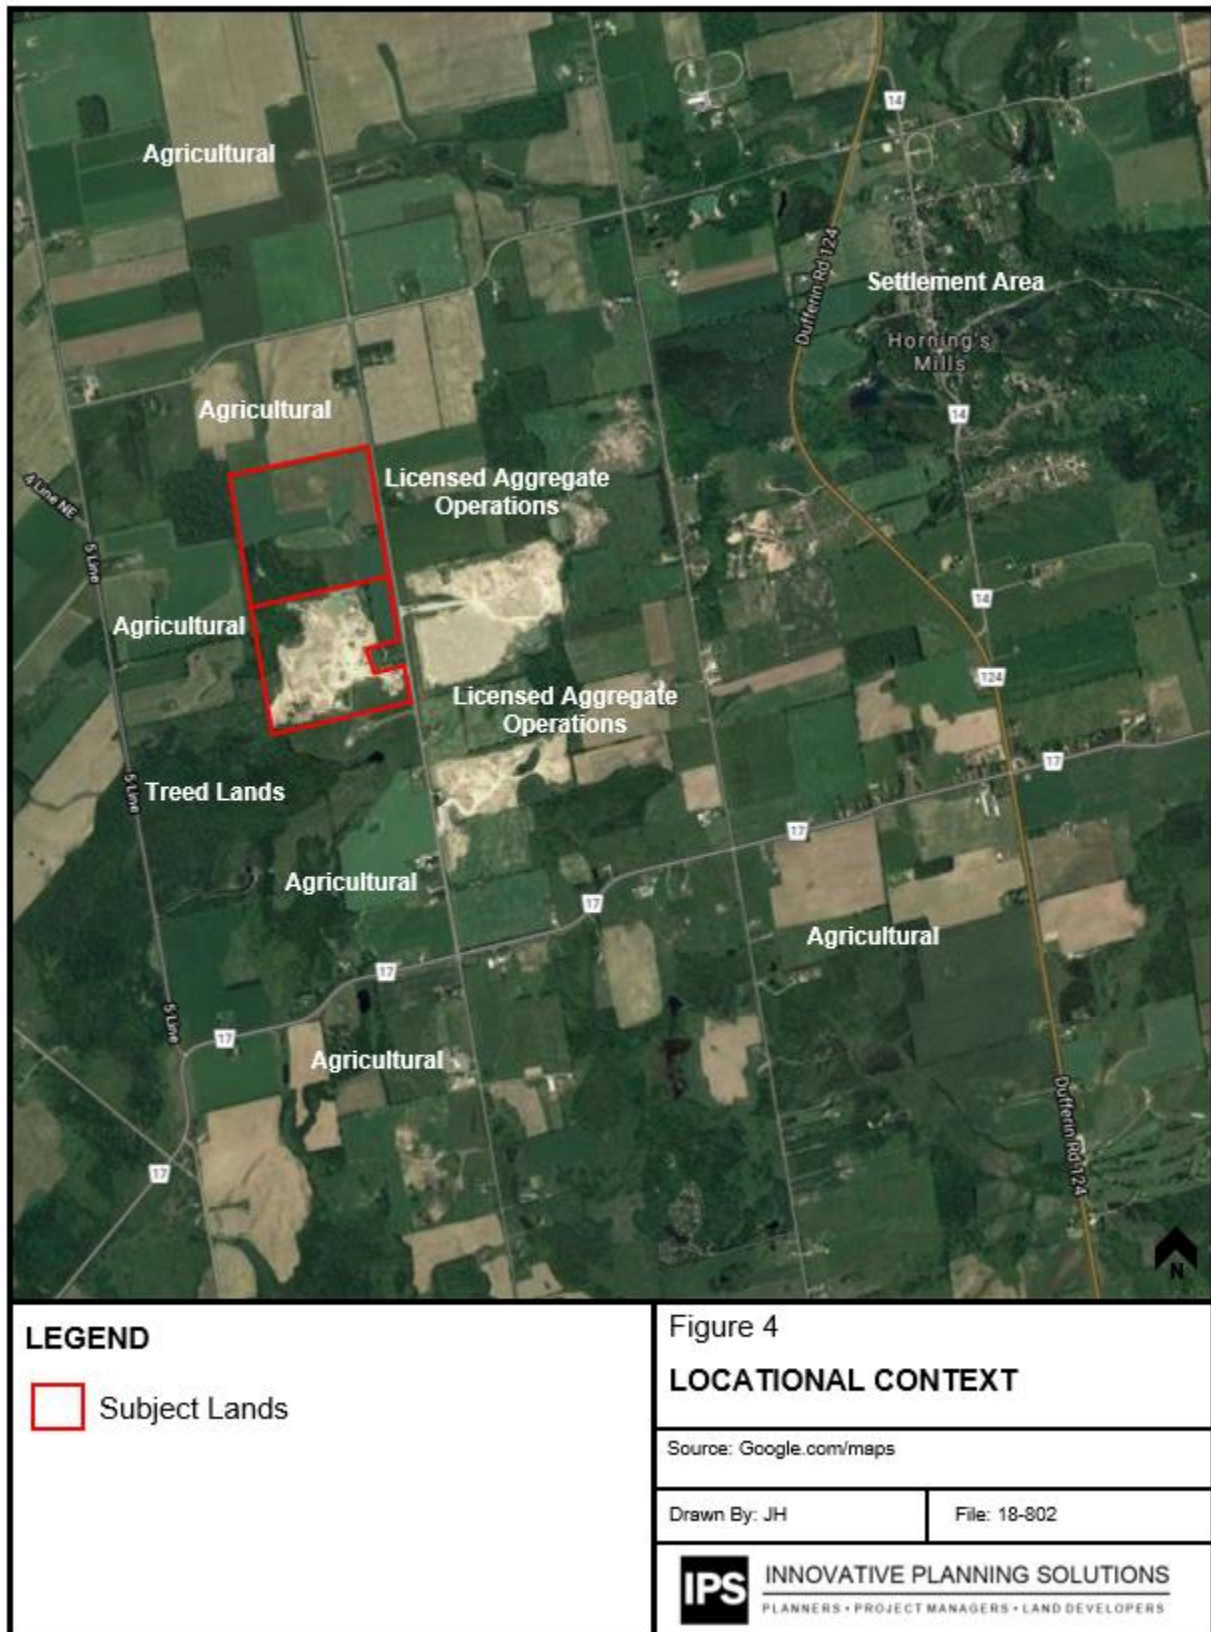 14
Agricultural
Dufferin Rd 124
Settlement Area
Horning's
Mills
14
Agricultural
Licensed Aggregate
Operations
4 Line NE
5 Line
14
Agricultural
124
Licensed Aggregate
Operations
17
5 Line
Treed Lands
17
Agricultural
17
Agricultural
17
5 Line
17
Agricultural
Dufferin Rd 124
17
N
LEGEND
Subject Lands
Figure 4
LOCATIONAL CONTEXT
Source: Google.com/maps
Drawn By: JH
File: 18-802
IPS
INNOVATIVE PLANNING SOLUTIONS
PLANNERS • PROJECT MANAGERS • LAND DEVELOPERS